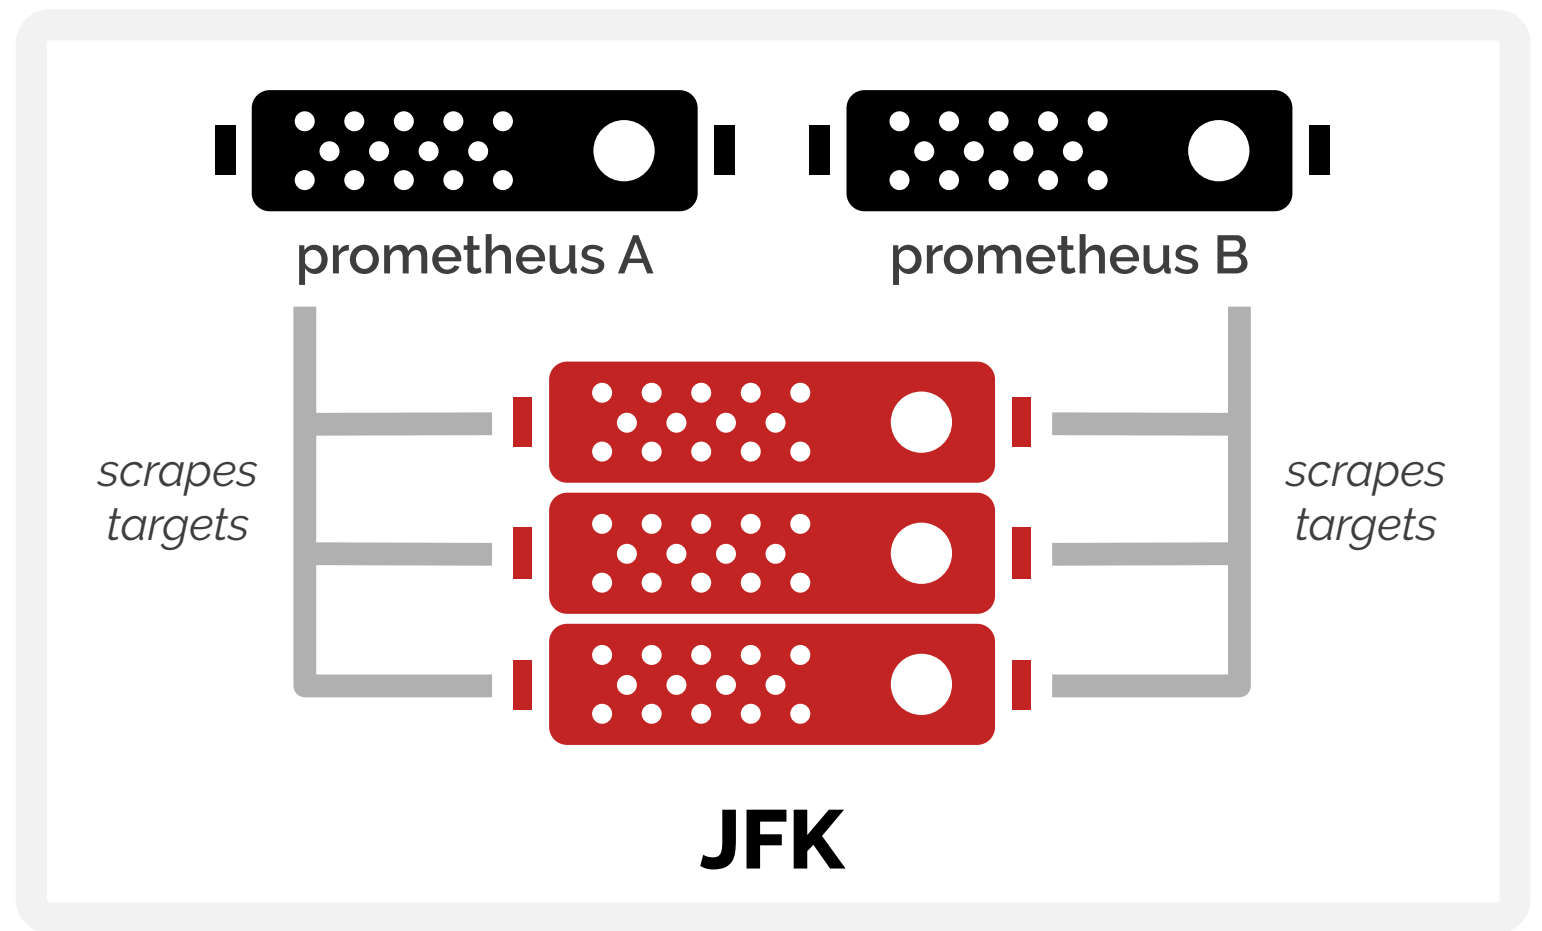 prometheus A
prometheus B
scrapes
targets
scrapes
targets
JFK